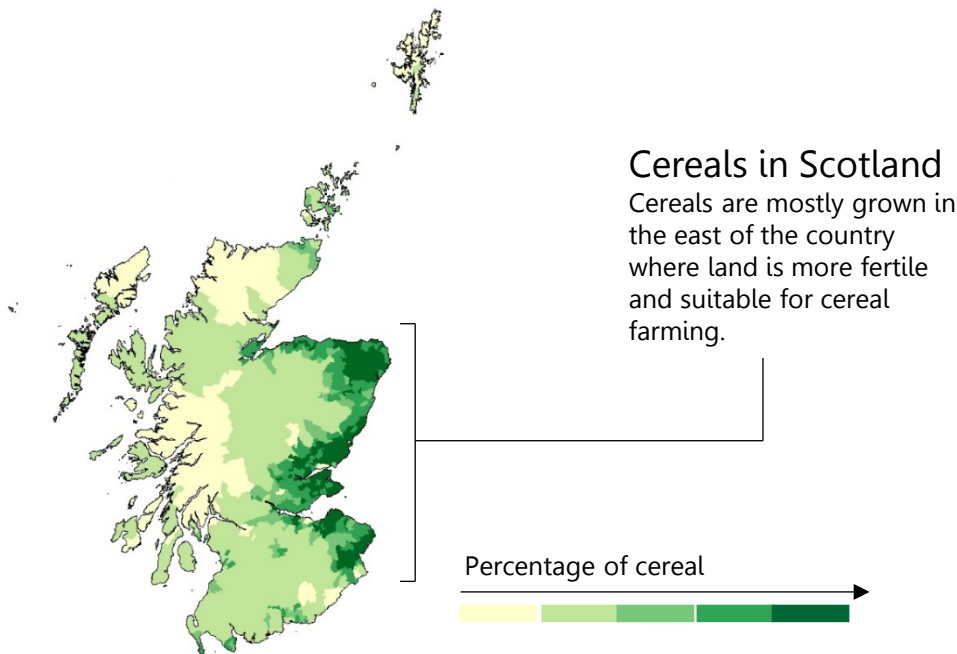 Cereals in Scotland
Cereals are mostly grown in
the east of the country
where land is more fertile
and suitable for cereal
farming.
Percentage of cereal